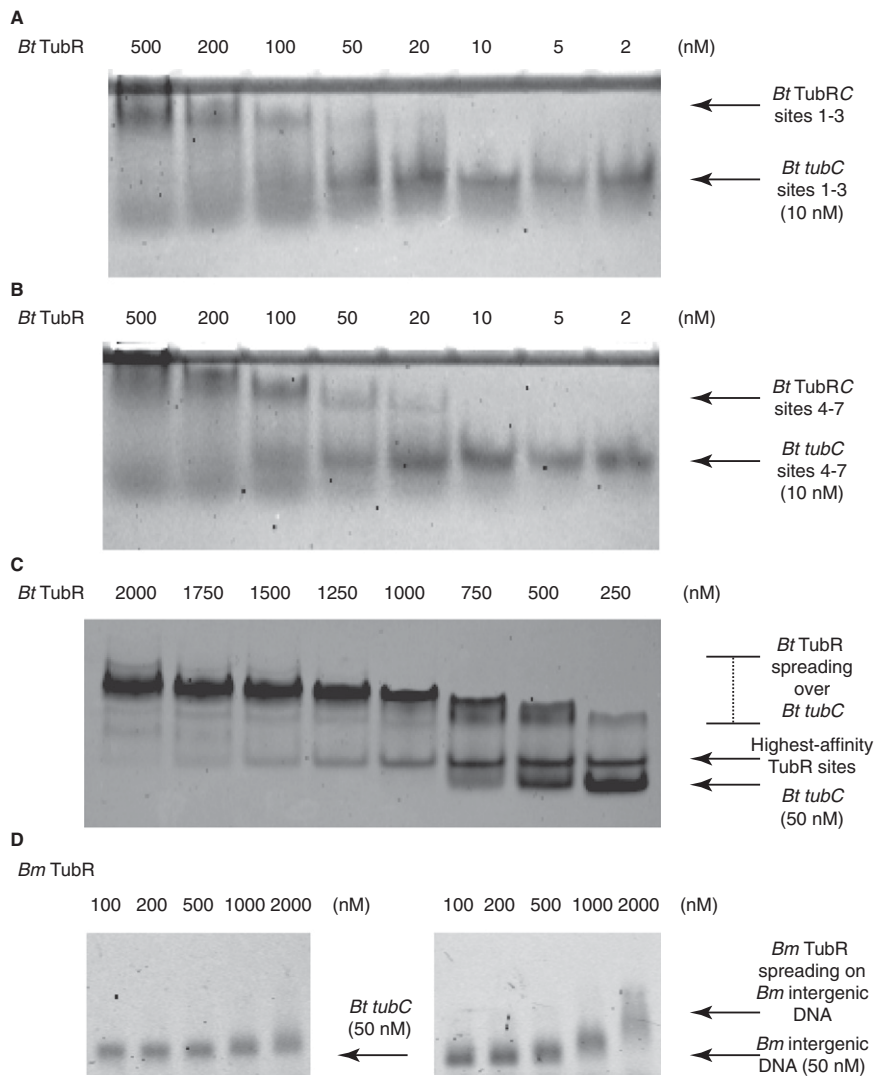 A
Bt TubR 500 200 100 50 20 10 5 2 (nM)
Bt TubRC
sites 1-3
Bt tubC
sites 1-3
(10 nM)
B
Bt TubR 500 200 100 50 20 10 5 2 (nM)
Bt TubRC
sites 4-7
Bt tubC
sites 4-7
(10 nM)
C
Bt TubR 2000 1750 1500 1250 1000 750 500 250 (nM)
Bt TubR
spreading
over
Bt tubC
Highest-affinity
TubR sites
Bt tubC
(50 nM)
D
Bm TubR
100 200 500 1000 2000 (nM) 100 200 500 1000 2000 (nM)
Bt tubC
(50 nM)
Bm TubR
spreading on
Bm intergenic
DNA
Bm intergenic
DNA (50 nM)